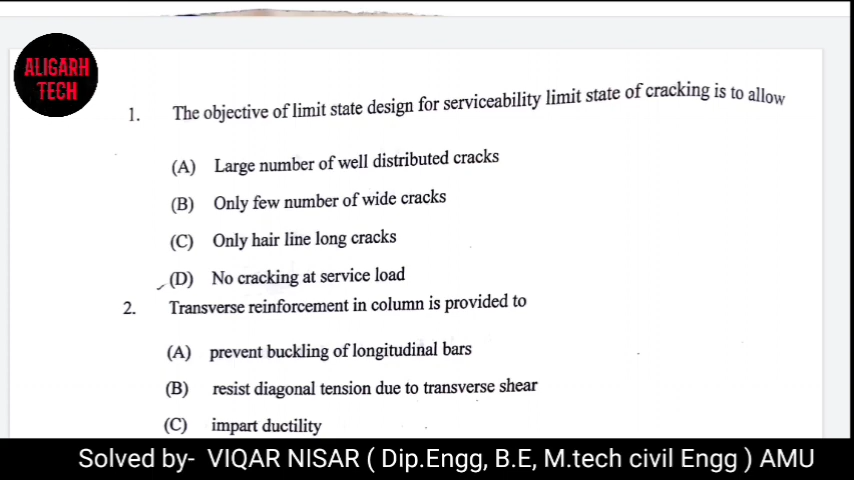 ALIGARH
TECH
1. The objective of limit state design for serviceability limit state of cracking is to allow
(A) Large number of well distributed cracks
(B) Only few number of wide cracks
(C) Only hair line long cracks
(D) No cracking at service load
2. Transverse reinforcement in column is provided to
(A) prevent buckling of longitudinal bars
(B) resist diagonal tension due to transverse shear
(C) impart ductility
Solved by- VIQAR NISAR ( Dip.Engg, B.E, M.tech civil Engg ) AMU